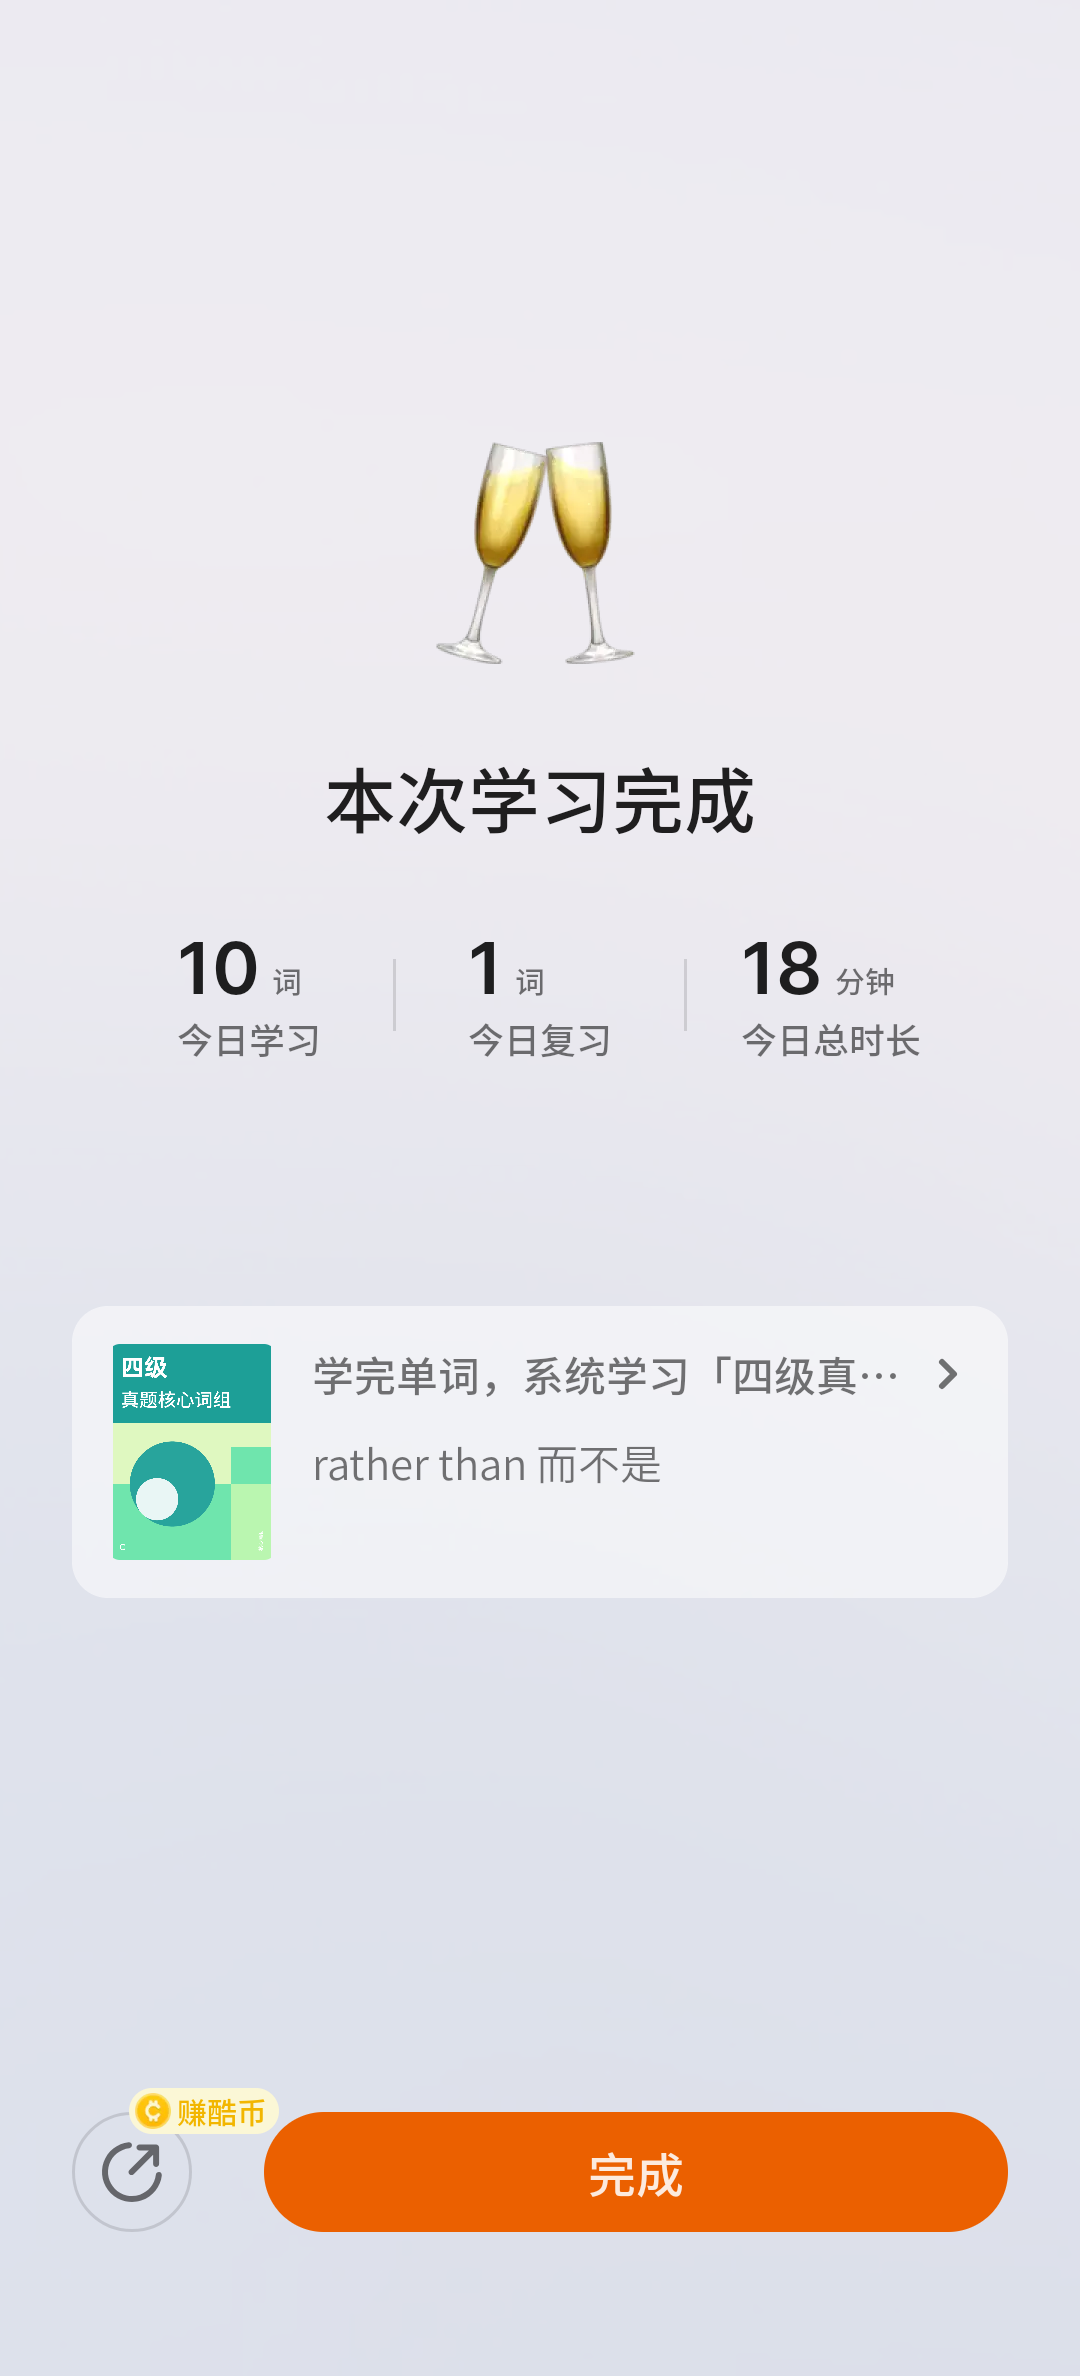 本次学习完成
10 词
今日学习
1 词
今日复习
18 分钟
今日总时长
四级
真题核心词组
学完单词，系统学习「四级真…
rather than 而不是
赚酷币
完成